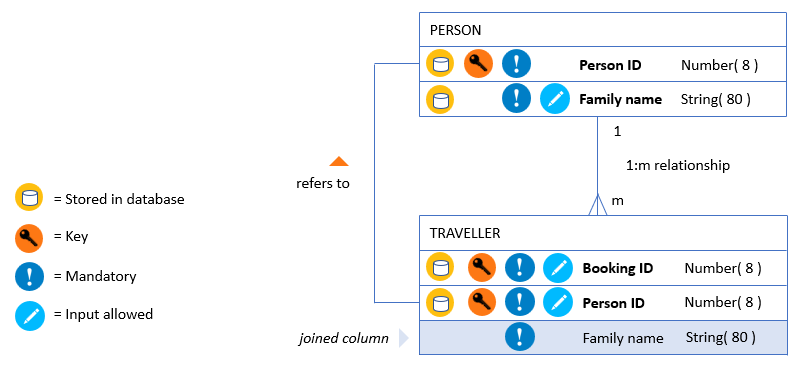 PERSON
Person ID Number( 8 )
Family name String( 80 )
1
1:m relationship
refers to
m
= Stored in database
= Key
= Mandatory
= Input allowed
TRAVELLER
Booking ID Number( 8 )
Person ID Number( 8 )
joined column
Family name String( 80 )